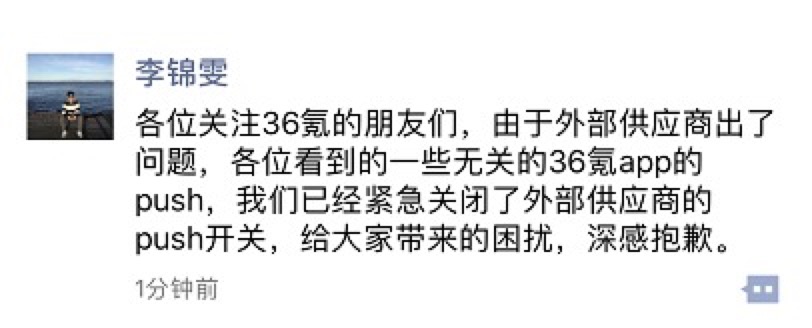 李锦雯
各位关注36氪的朋友们，由于外部供应商出了
问题，各位看到的一些无关的36氪app的
push，我们已经紧急关闭了外部供应商的
push开关，给大家带来的困扰，深感抱歉。
1分钟前